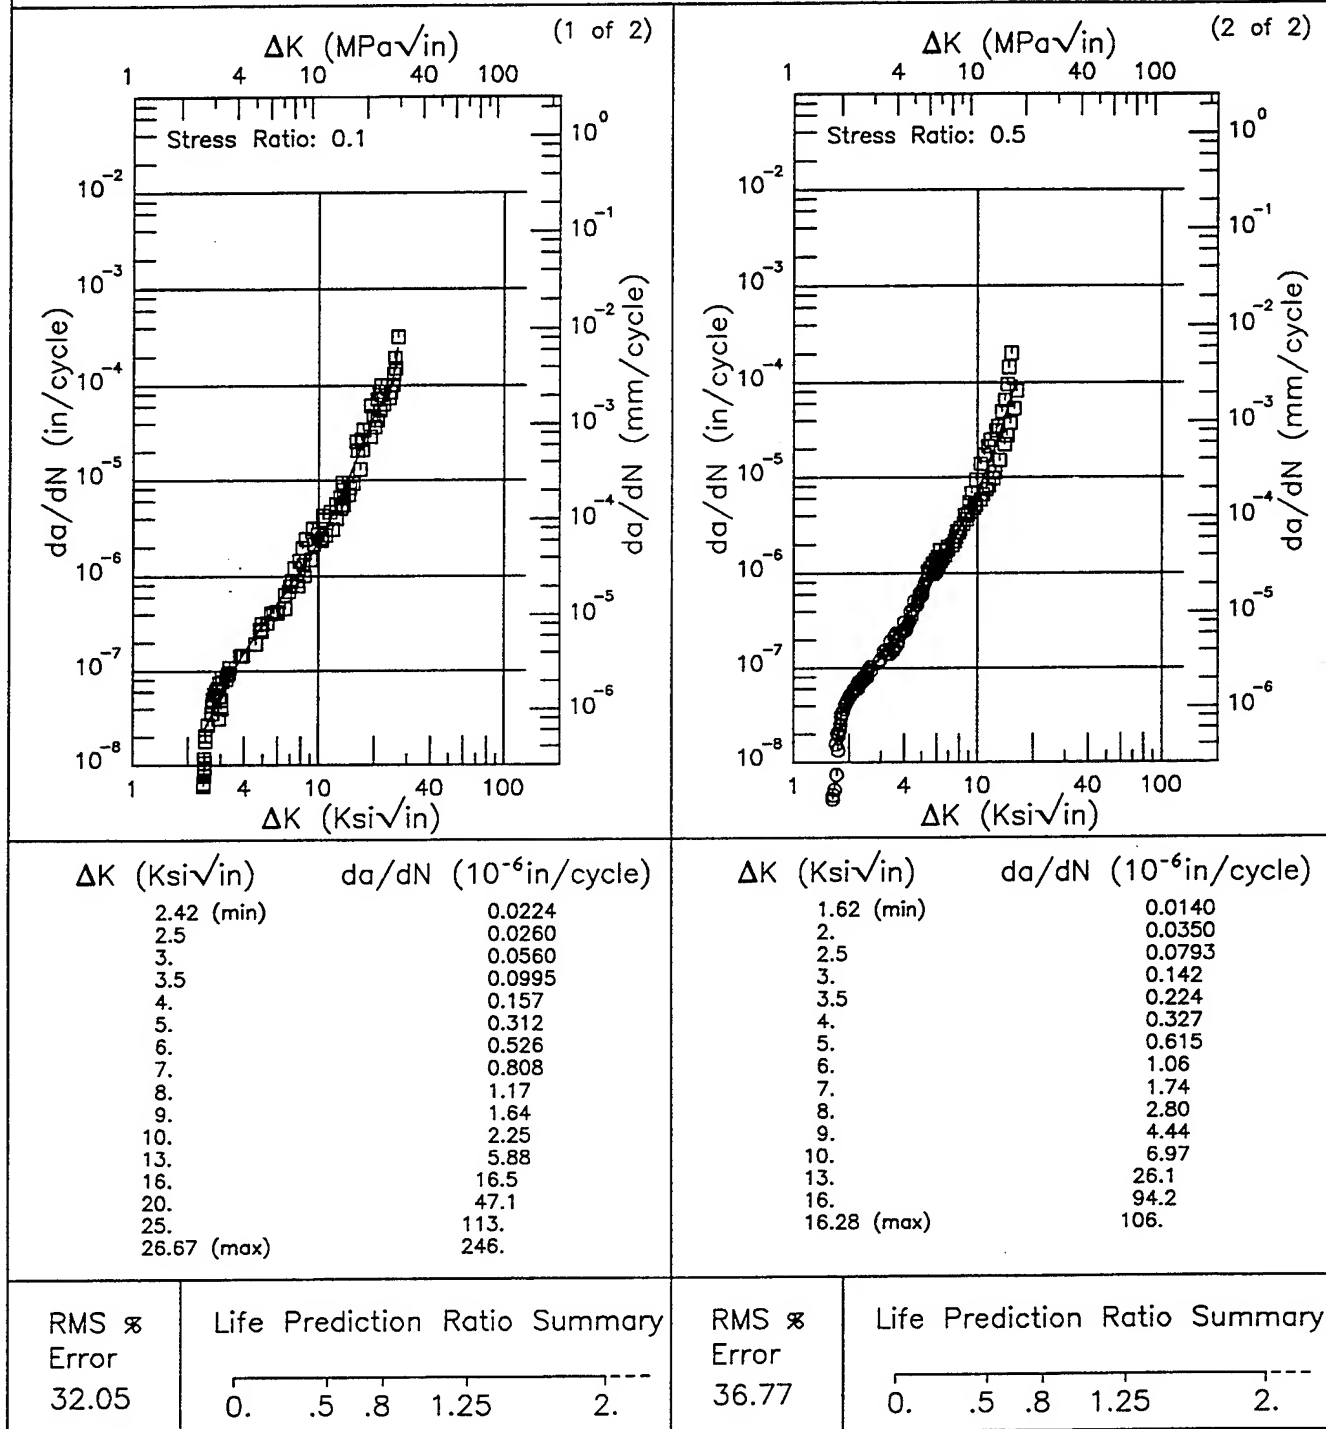 (1 of 2)
ΔK (MPa√in)
1 4 10 40 100
Stress Ratio: 0.1
10⁰
10⁻²
10⁻¹
10⁻³
10⁻²
10⁻⁴
10⁻³
10⁻⁵
10⁻⁴
10⁻⁶
10⁻⁵
10⁻⁷
10⁻⁶
10⁻⁸
da/dN (in/cycle)
da/dN (mm/cycle)
1 4 10 40 100
ΔK (Ksi√in)
ΔK (Ksi√in) da/dN (10⁻⁶in/cycle)
2.42 (min) 0.0224
2.5 0.0260
3. 0.0560
3.5 0.0995
4. 0.157
5. 0.312
6. 0.526
7. 0.808
8. 1.17
9. 1.64
10. 2.25
13. 5.88
16. 16.5
20. 47.1
25. 113.
26.67 (max) 246.
RMS %
Error
32.05
Life Prediction Ratio Summary
0. .5 .8 1.25 2.
(2 of 2)
ΔK (MPa√in)
1 4 10 40 100
Stress Ratio: 0.5
10⁰
10⁻²
10⁻¹
10⁻³
10⁻²
10⁻⁴
10⁻³
10⁻⁵
10⁻⁴
10⁻⁶
10⁻⁵
10⁻⁷
10⁻⁶
10⁻⁸
da/dN (in/cycle)
da/dN (mm/cycle)
1 4 10 40 100
ΔK (Ksi√in)
ΔK (Ksi√in) da/dN (10⁻⁶in/cycle)
1.62 (min) 0.0140
2. 0.0350
2.5 0.0793
3. 0.142
3.5 0.224
4. 0.327
5. 0.615
6. 1.06
7. 1.74
8. 2.80
9. 4.44
10. 6.97
13. 26.1
16. 94.2
16.28 (max) 106.
RMS %
Error
36.77
Life Prediction Ratio Summary
0. .5 .8 1.25 2.